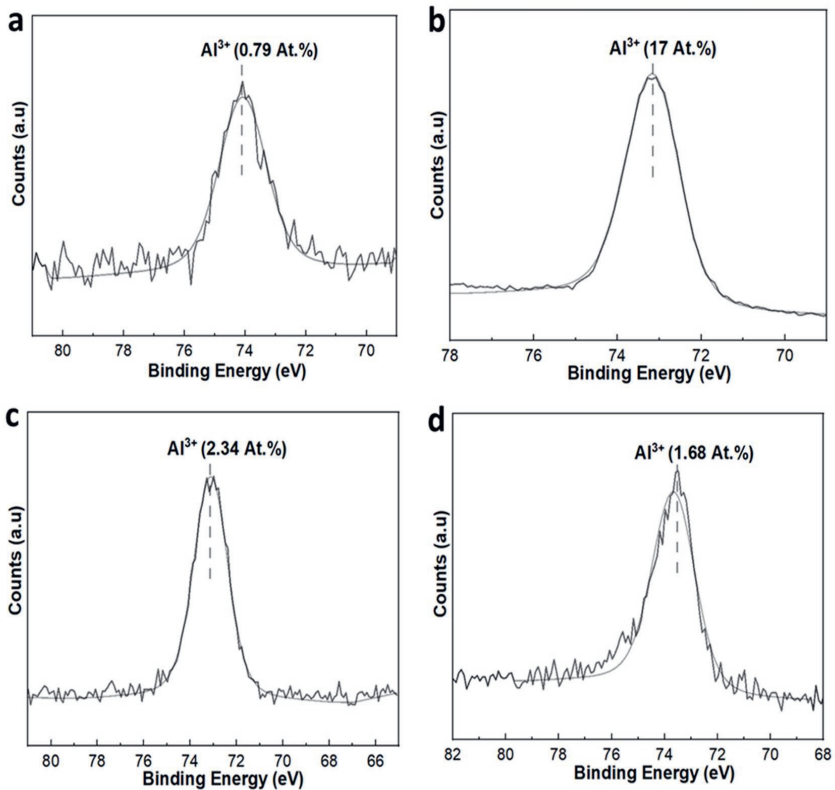 a
Al³⁺ (0.79 At.%)
Counts (a.u)
80 78 76 74 72 70
Binding Energy (eV)
b
Al³⁺ (17 At.%)
Counts (a.u)
78 76 74 72 70
Binding Energy (eV)
c
Al³⁺ (2.34 At.%)
Counts (a.u)
80 78 76 74 72 70 68 66
Binding Energy (eV)
d
Al³⁺ (1.68 At.%)
Counts (a.u)
82 80 78 76 74 72 70 68
Binding Energy (eV)